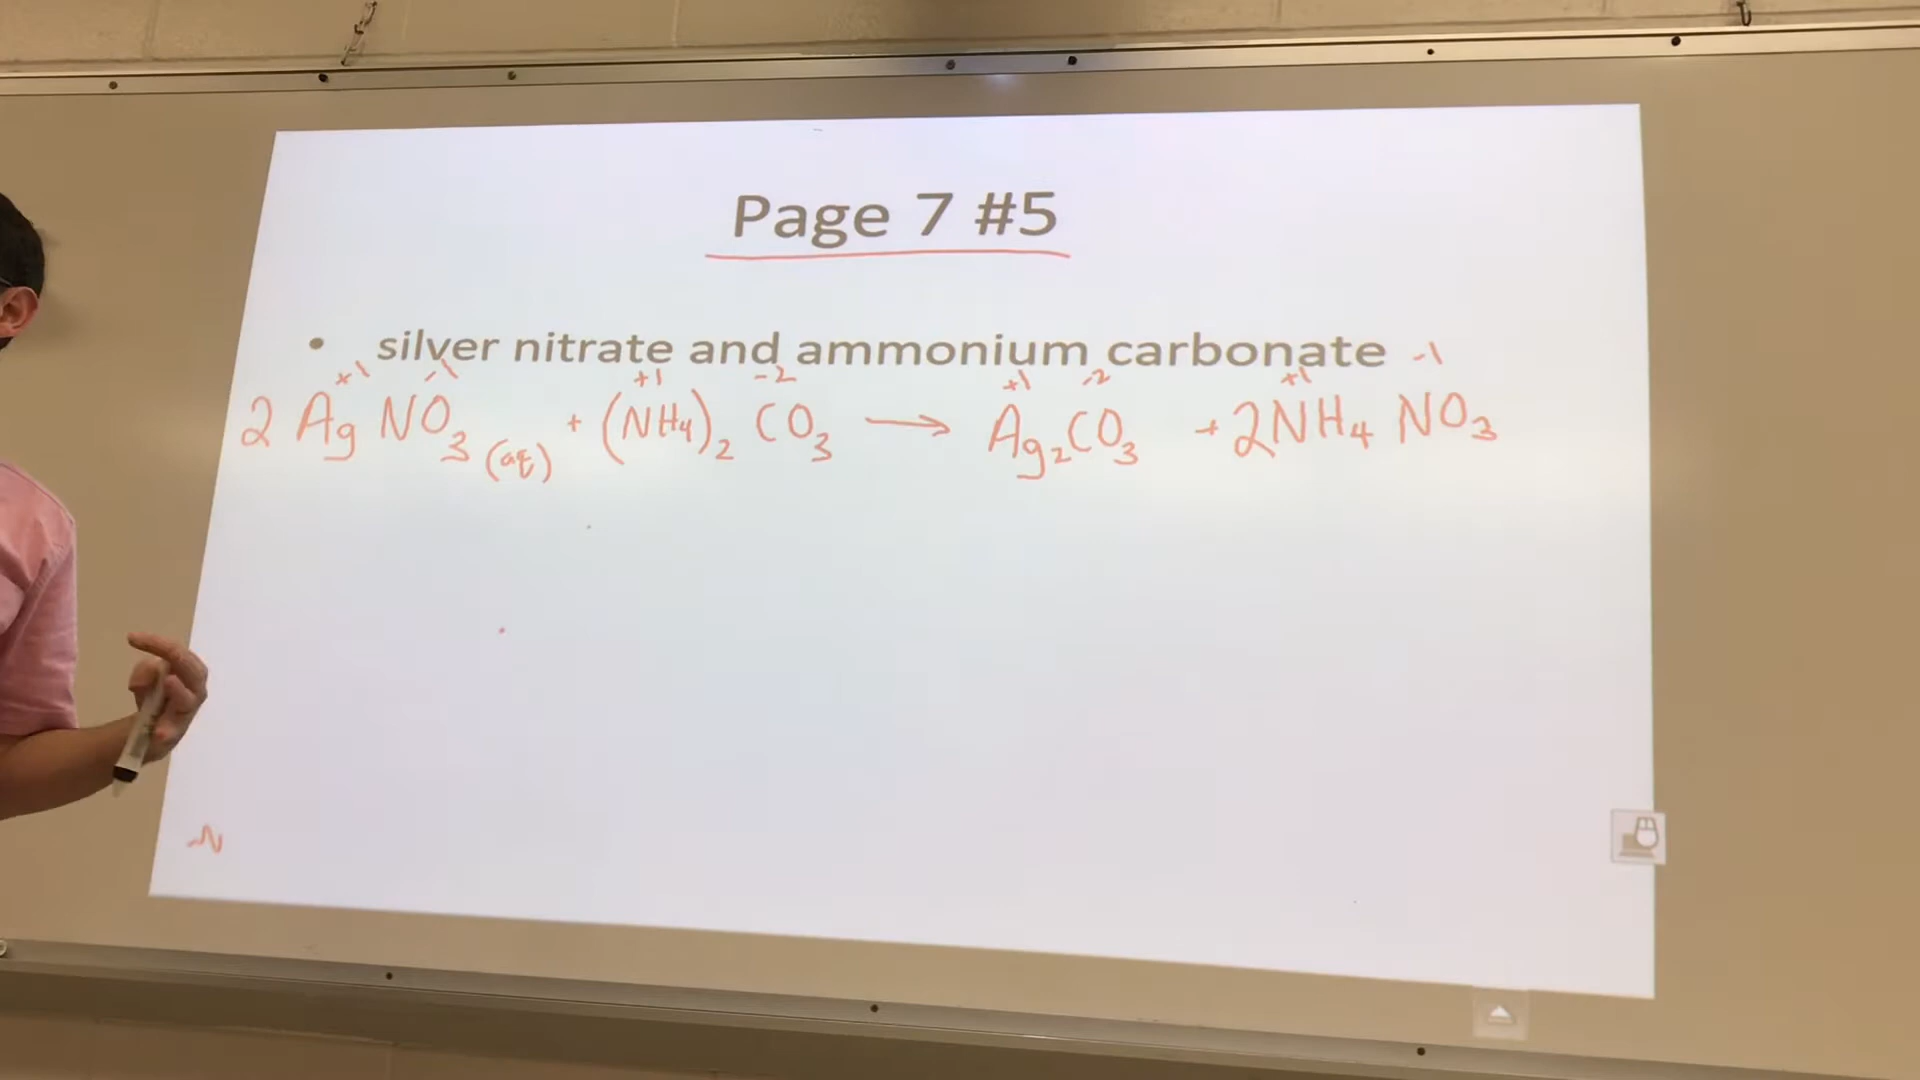 Page 7 #5
• silver nitrate and ammonium carbonate
+1 -1 +1 -2 +1 -2 +1 -1
2 Ag NO3 (aq) + (NH4)2 CO3 → Ag2CO3 + 2NH4 NO3